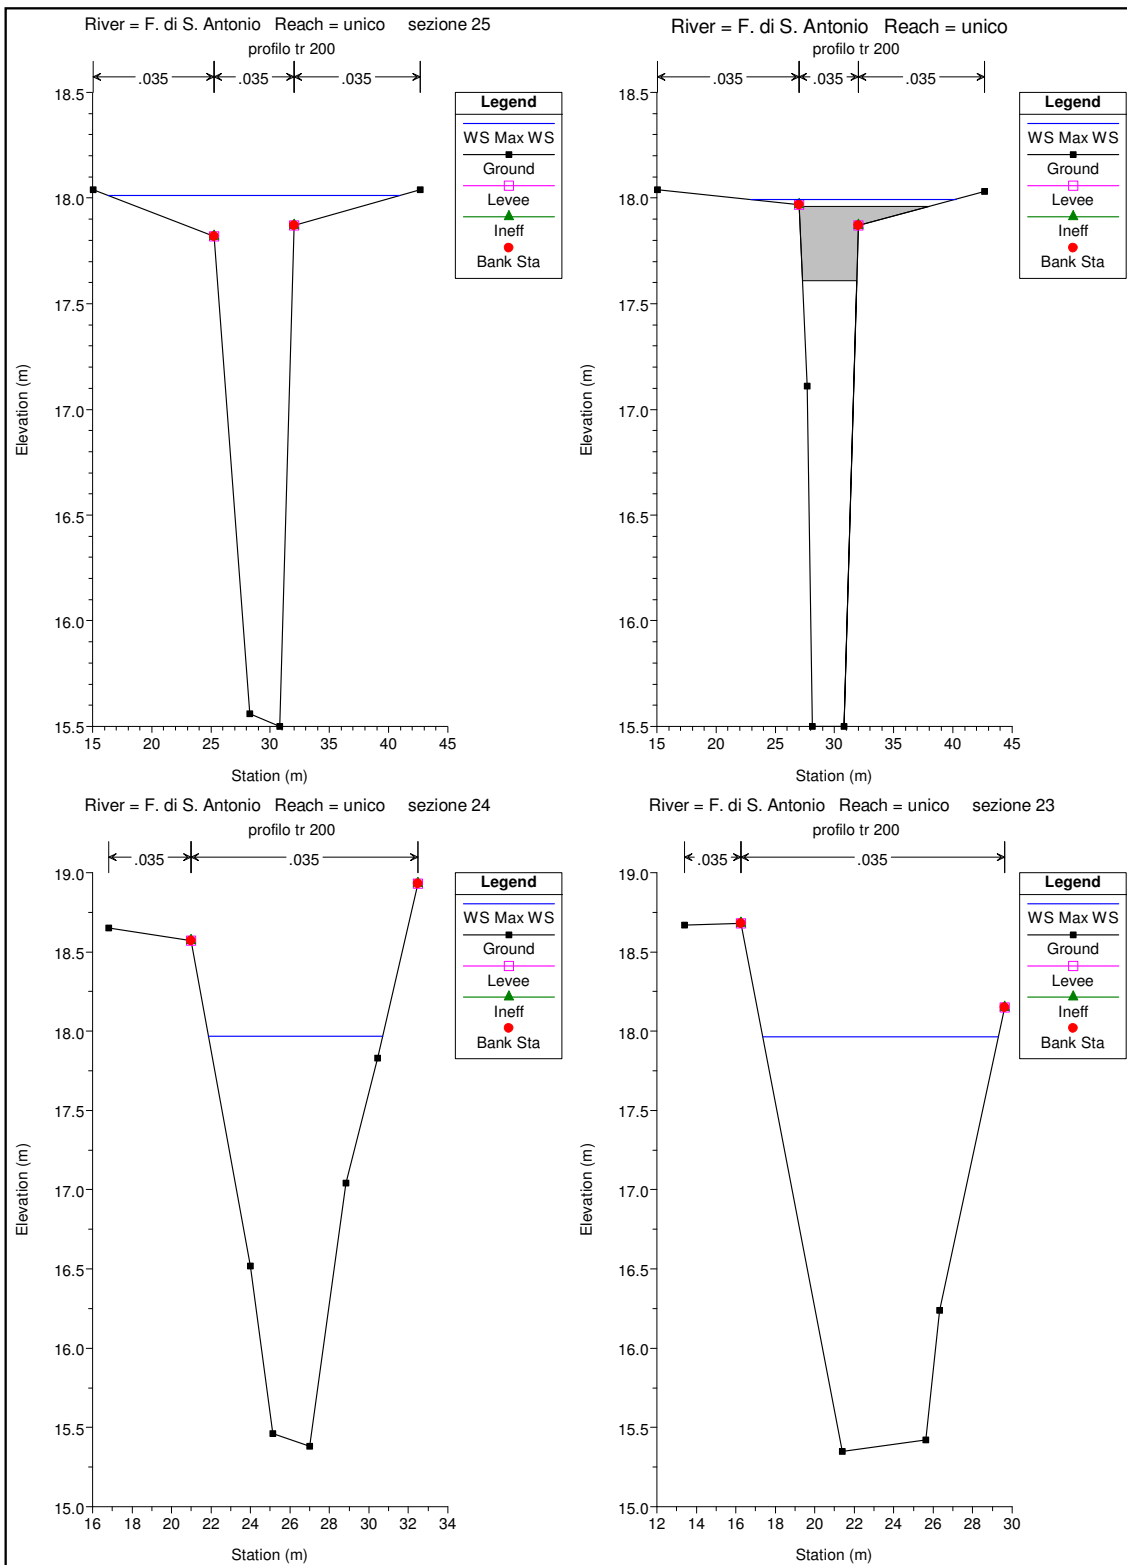 River = F. di S. Antonio Reach = unico sezione 25
profilo tr 200
.035 .035 .035
18.5
18.0
17.5
17.0
16.5
16.0
15.5
15 20 25 30 35 40 45
Station (m)
Elevation (m)
Legend
WS Max WS
Ground
Levee
Ineff
Bank Sta
River = F. di S. Antonio Reach = unico
profilo tr 200
.035 .035 .035
18.5
18.0
17.5
17.0
16.5
16.0
15.5
15 20 25 30 35 40 45
Station (m)
Elevation (m)
Legend
WS Max WS
Ground
Levee
Ineff
Bank Sta
River = F. di S. Antonio Reach = unico sezione 24
profilo tr 200
.035 .035
19.0
18.5
18.0
17.5
17.0
16.5
16.0
15.5
15.0
16 18 20 22 24 26 28 30 32 34
Station (m)
Elevation (m)
Legend
WS Max WS
Ground
Levee
Ineff
Bank Sta
River = F. di S. Antonio Reach = unico sezione 23
profilo tr 200
.035 .035
19.0
18.5
18.0
17.5
17.0
16.5
16.0
15.5
15.0
12 14 16 18 20 22 24 26 28 30
Station (m)
Elevation (m)
Legend
WS Max WS
Ground
Levee
Ineff
Bank Sta